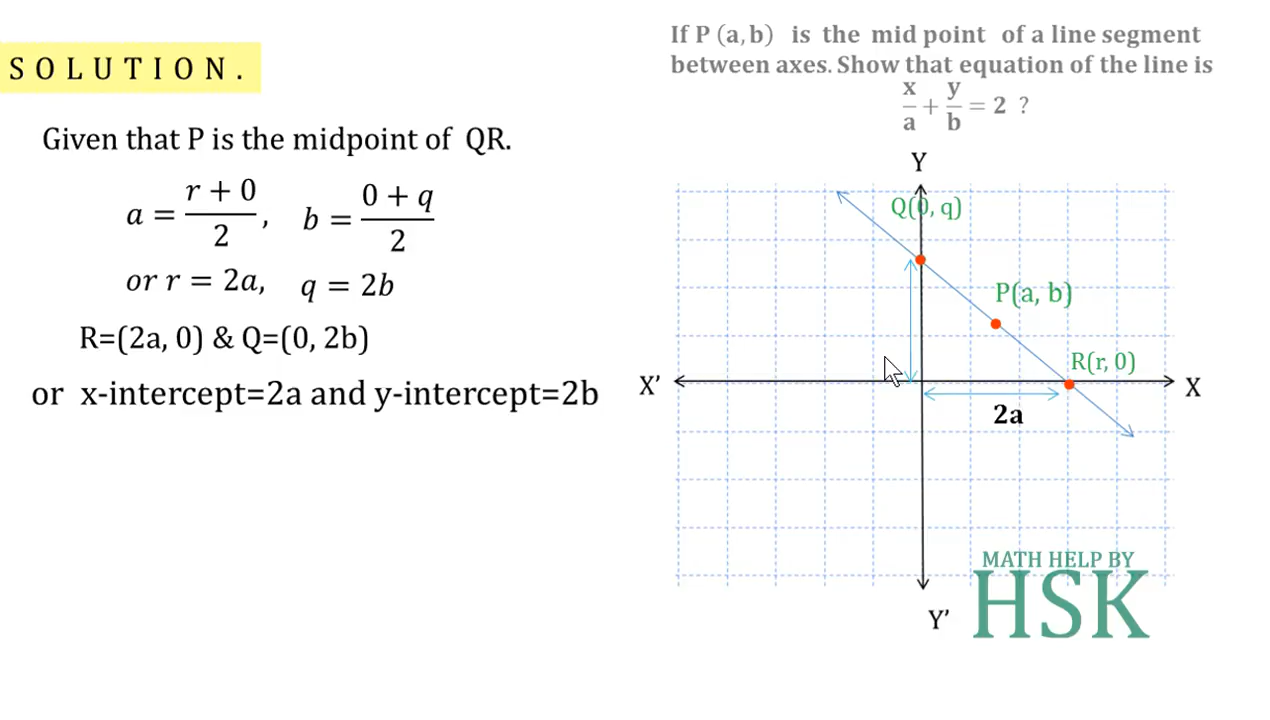 SOLUTION.
Given that P is the midpoint of QR.
a = (r + 0)/2, b = (0 + q)/2
or r = 2a, q = 2b
R=(2a, 0) & Q=(0, 2b)
or x-intercept=2a and y-intercept=2b
If P (a, b) is the mid point of a line segment
between axes. Show that equation of the line is
x/a + y/b = 2 ?
Y
Q(0, q)
P(a, b)
R(r, 0)
X'
X
2a
Y'
MATH HELP BY
HSK